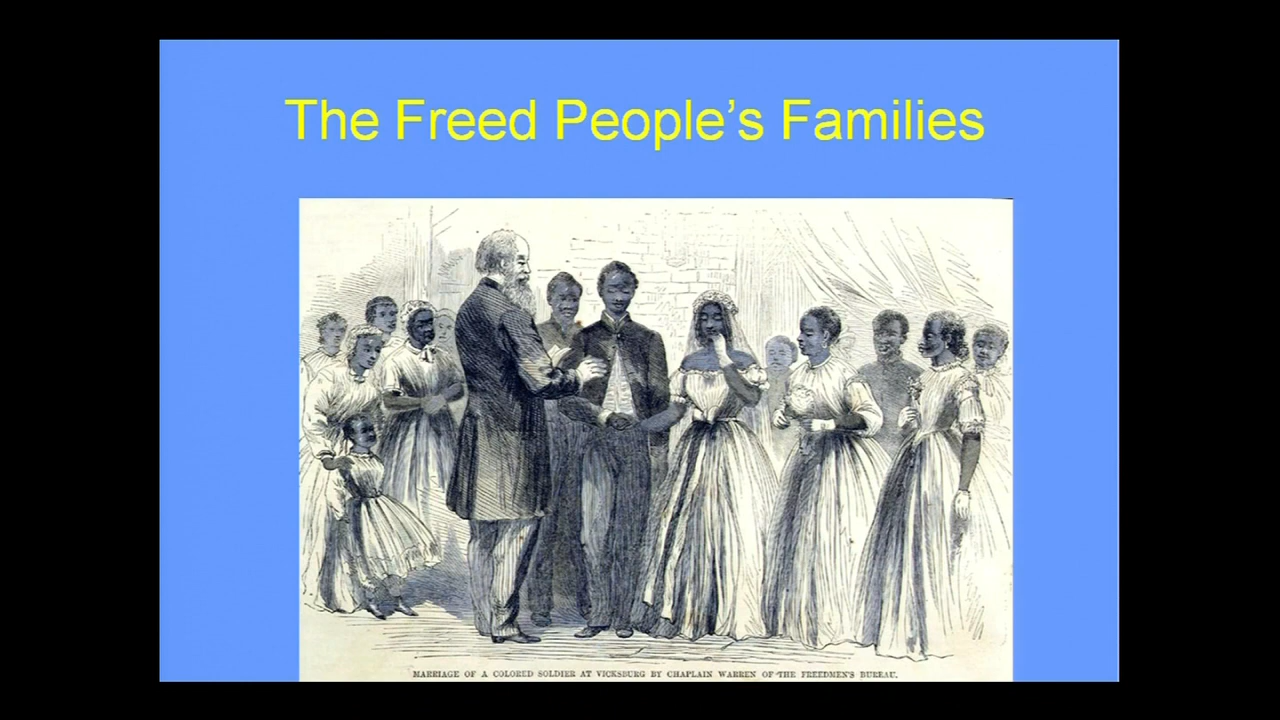 The Freed People’s Families
MARRIAGE OF A COLORED SOLDIER AT VICKSBURG BY CHAPLAIN WARREN OF THE FREEDMEN'S BUREAU.